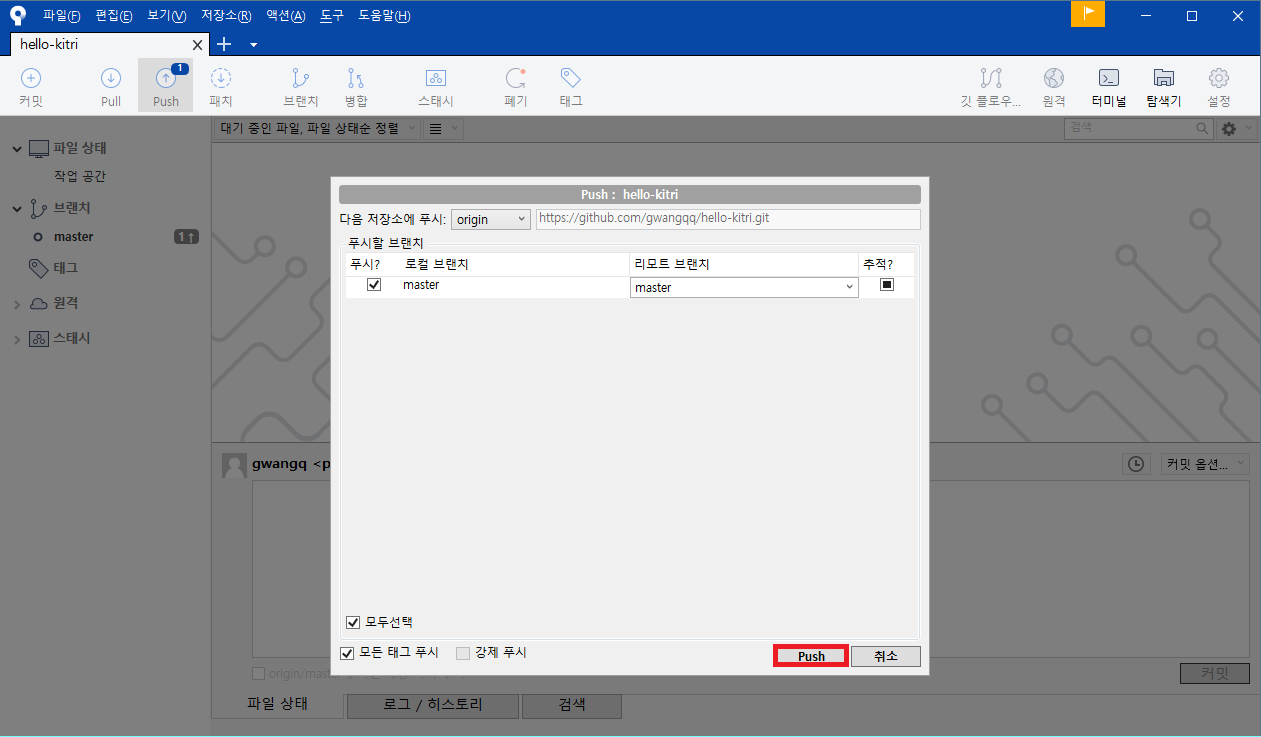 파일(F) 편집(E) 보기(V) 저장소(R) 액션(A) 도구 도움말(H)
hello-kitri
1
커밋 Pull Push 패치 브랜치 병합 스태시 폐기 태그 깃 플로우... 원격 터미널 탐색기 설정
대기 중인 파일, 파일 상태순 정렬 검색
파일 상태
작업 공간
브랜치
master 1↑
태그
원격
스태시
Push : hello-kitri
다음 저장소에 푸시: origin https://github.com/gwangqq/hello-kitri.git
푸시할 브랜치
푸시? 로컬 브랜치 리모트 브랜치 추적?
master master
모두선택
모든 태그 푸시 강제 푸시 Push 취소
gwangq <p 커밋 옵션...
origin/mast
커밋
파일 상태 로그 / 히스토리 검색